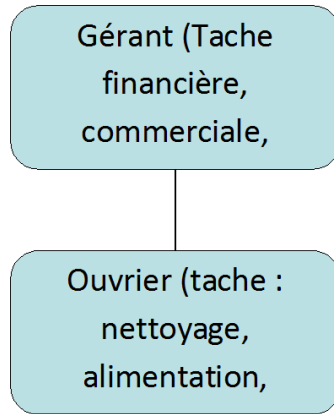 Gérant (Tache
financière,
commerciale,
Ouvrier (tache :
nettoyage,
alimentation,